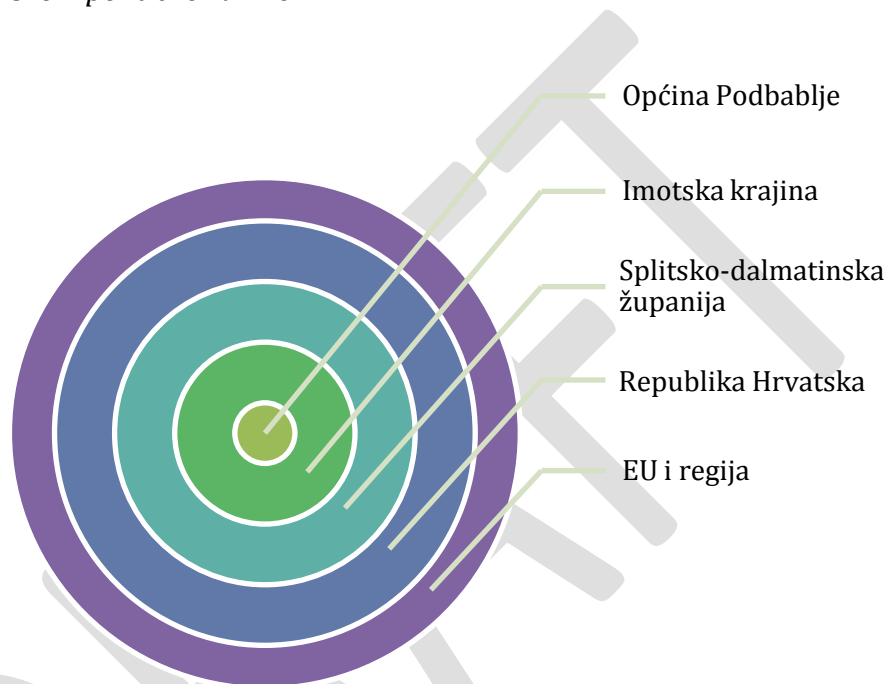 Općina Podbablje
Imotska krajina
Splitsko-dalmatinska
županija
Republika Hrvatska
EU i regija